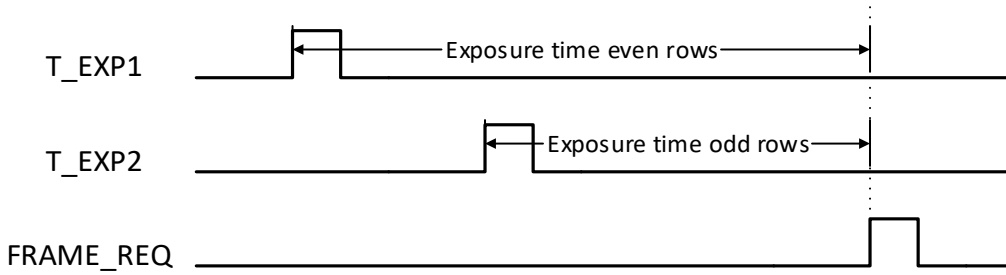 Exposure time even rows
T_EXP1
Exposure time odd rows
T_EXP2
FRAME_REQ